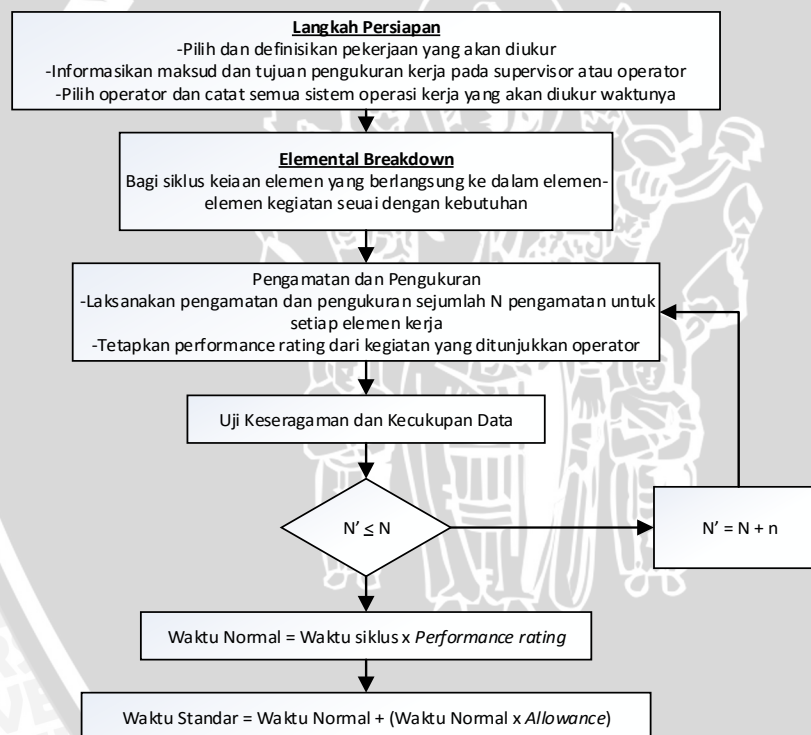 Langkah Persiapan
-Pilih dan definisikan pekerjaan yang akan diukur
-Informasikan maksud dan tujuan pengukuran kerja pada supervisor atau operator
-Pilih operator dan catat semua sistem operasi kerja yang akan diukur waktunya
Elemental Breakdown
Bagi siklus keiaan elemen yang berlangsung ke dalam elemen-
elemen kegiatan seuai dengan kebutuhan
Pengamatan dan Pengukuran
-Laksanakan pengamatan dan pengukuran sejumlah N pengamatan untuk
setiap elemen kerja
-Tetapkan performance rating dari kegiatan yang ditunjukkan operator
Uji Keseragaman dan Kecukupan Data
N' ≤ N
N' = N + n
Waktu Normal = Waktu siklus x Performance rating
Waktu Standar = Waktu Normal + (Waktu Normal x Allowance)